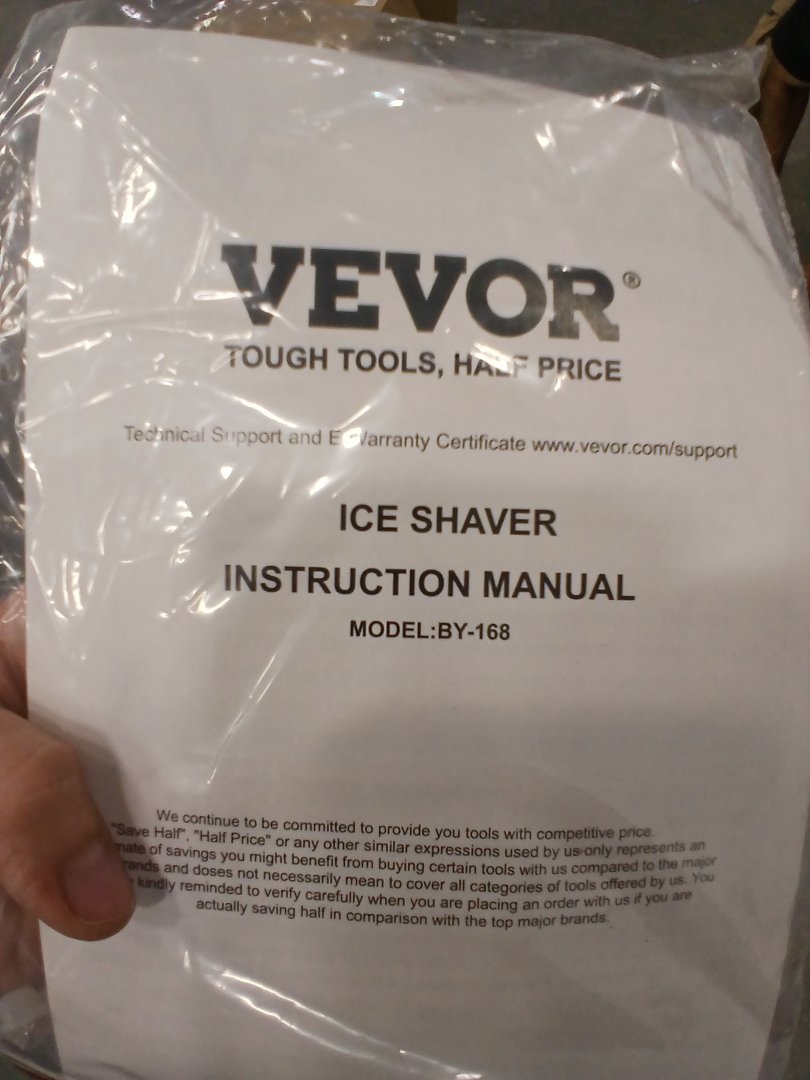 VEVOR®
TOUGH TOOLS, HALF PRICE
Technical Support and E Warranty Certificate www.vevor.com/support
ICE SHAVER
INSTRUCTION MANUAL
MODEL:BY-168
We continue to be committed to provide you tools with competitive price.
"Save Half", "Half Price" or any other similar expressions used by us only represents an
of savings you might benefit from buying certain tools with us compared to the major
and doses not necessarily mean to cover all categories of tools offered by us. You
kindly reminded to verify carefully when you are placing an order with us if you are
actually saving half in comparison with the top major brands.